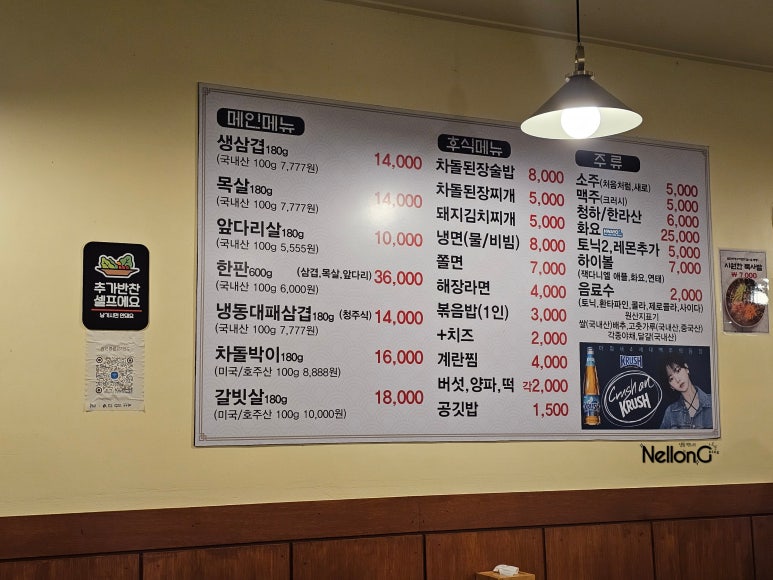 메인메뉴
생삼겹180g 14,000
(국내산 100g 7,777원)
목살180g 14,000
(국내산 100g 7,777원)
앞다리살180g 10,000
(국내산 100g 5,555원)
한판600g (삼겹,목살,앞다리) 36,000
(국내산 100g 6,000원)
냉동대패삼겹180g (청주식) 14,000
(국내산 100g 7,777원)
차돌박이180g 16,000
(미국/호주산 100g 8,888원)
갈빗살180g 18,000
(미국/호주산 100g 10,000원)
후식메뉴
차돌된장술밥 8,000
차돌된장찌개 5,000
돼지김치찌개 5,000
냉면(물/비빔) 8,000
쫄면 7,000
해장라면 4,000
볶음밥(1인) 3,000
+치즈 2,000
계란찜 4,000
버섯,양파,떡 각2,000
공깃밥 1,500
주류
소주(처음처럼,새로) 5,000
맥주(크러시) 5,000
청하/한라산 6,000
화요 25,000
토닉2,레몬추가 5,000
하이볼 7,000
(잭다니엘 애플,화요,연태)
음료수 2,000
(토닉,환타파인,콜라,제로콜라,사이다)
원산지표기
쌀(국내산)배추,고춧가루(국내산,중국산)
각종야채,달걀(국내산)
KRUSH
Crush on!
KRUSH
추가반찬
셀프에요
₩7,000
NellonG